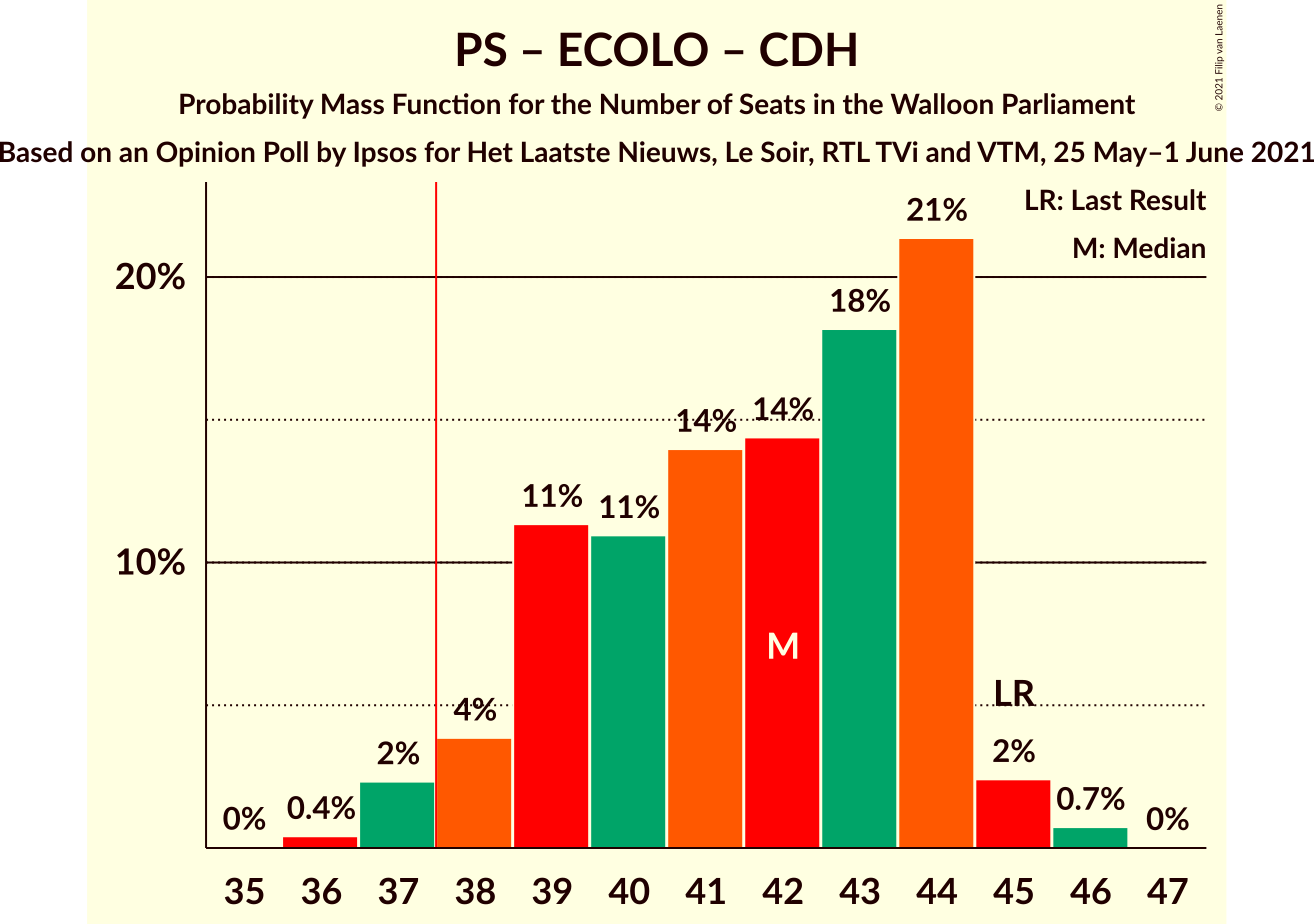 PS – ECOLO – CDH
Probability Mass Function for the Number of Seats in the Walloon Parliament
Based on an Opinion Poll by Ipsos for Het Laatste Nieuws, Le Soir, RTL TVi and VTM, 25 May–1 June 2021
© 2021 Filip van Laenen
LR: Last Result
M: Median
20%
10%
0%
0.4%
2%
4%
11%
11%
14%
14%
18%
21%
2%
0.7%
0%
M
LR
35 36 37 38 39 40 41 42 43 44 45 46 47